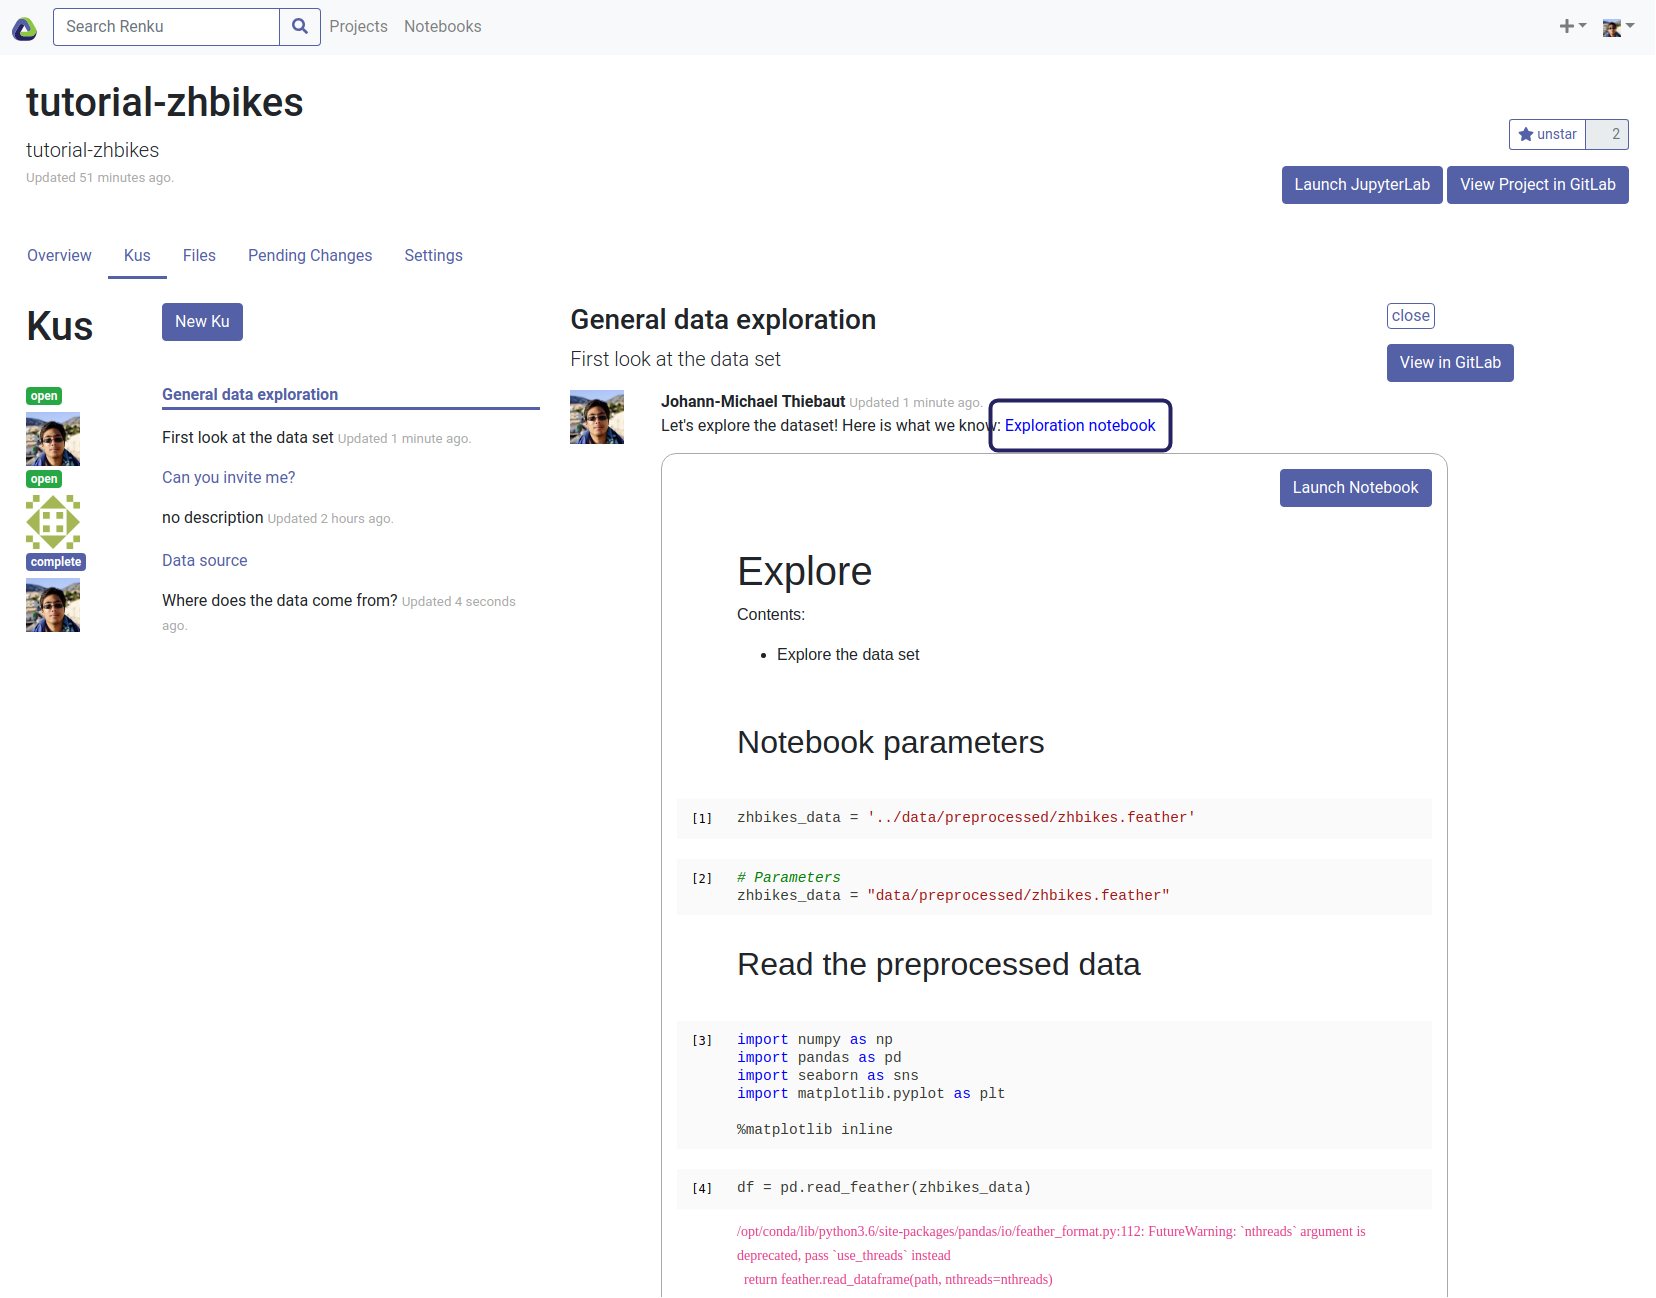 Search Renku
Projects
Notebooks
tutorial-zhbikes
tutorial-zhbikes
Updated 51 minutes ago.
unstar
2
Launch JupyterLab
View Project in GitLab
Overview
Kus
Files
Pending Changes
Settings
Kus
New Ku
open
General data exploration
First look at the data set Updated 1 minute ago.
open
Can you invite me?
no description Updated 2 hours ago.
complete
Data source
Where does the data come from? Updated 4 seconds
ago.
General data exploration
close
First look at the data set
View in GitLab
Johann-Michael Thiebaut Updated 1 minute ago.
Let's explore the dataset! Here is what we know: Exploration notebook
Launch Notebook
Explore
Contents:
• Explore the data set
Notebook parameters
[1] zhbikes_data = '../data/preprocessed/zhbikes.feather'
[2] # Parameters
zhbikes_data = "data/preprocessed/zhbikes.feather"
Read the preprocessed data
[3] import numpy as np
import pandas as pd
import seaborn as sns
import matplotlib.pyplot as plt
%matplotlib inline
[4] df = pd.read_feather(zhbikes_data)
/opt/conda/lib/python3.6/site-packages/pandas/io/feather_format.py:112: FutureWarning: `nthreads` argument is
deprecated, pass `use_threads` instead
return feather.read_dataframe(path, nthreads=nthreads)